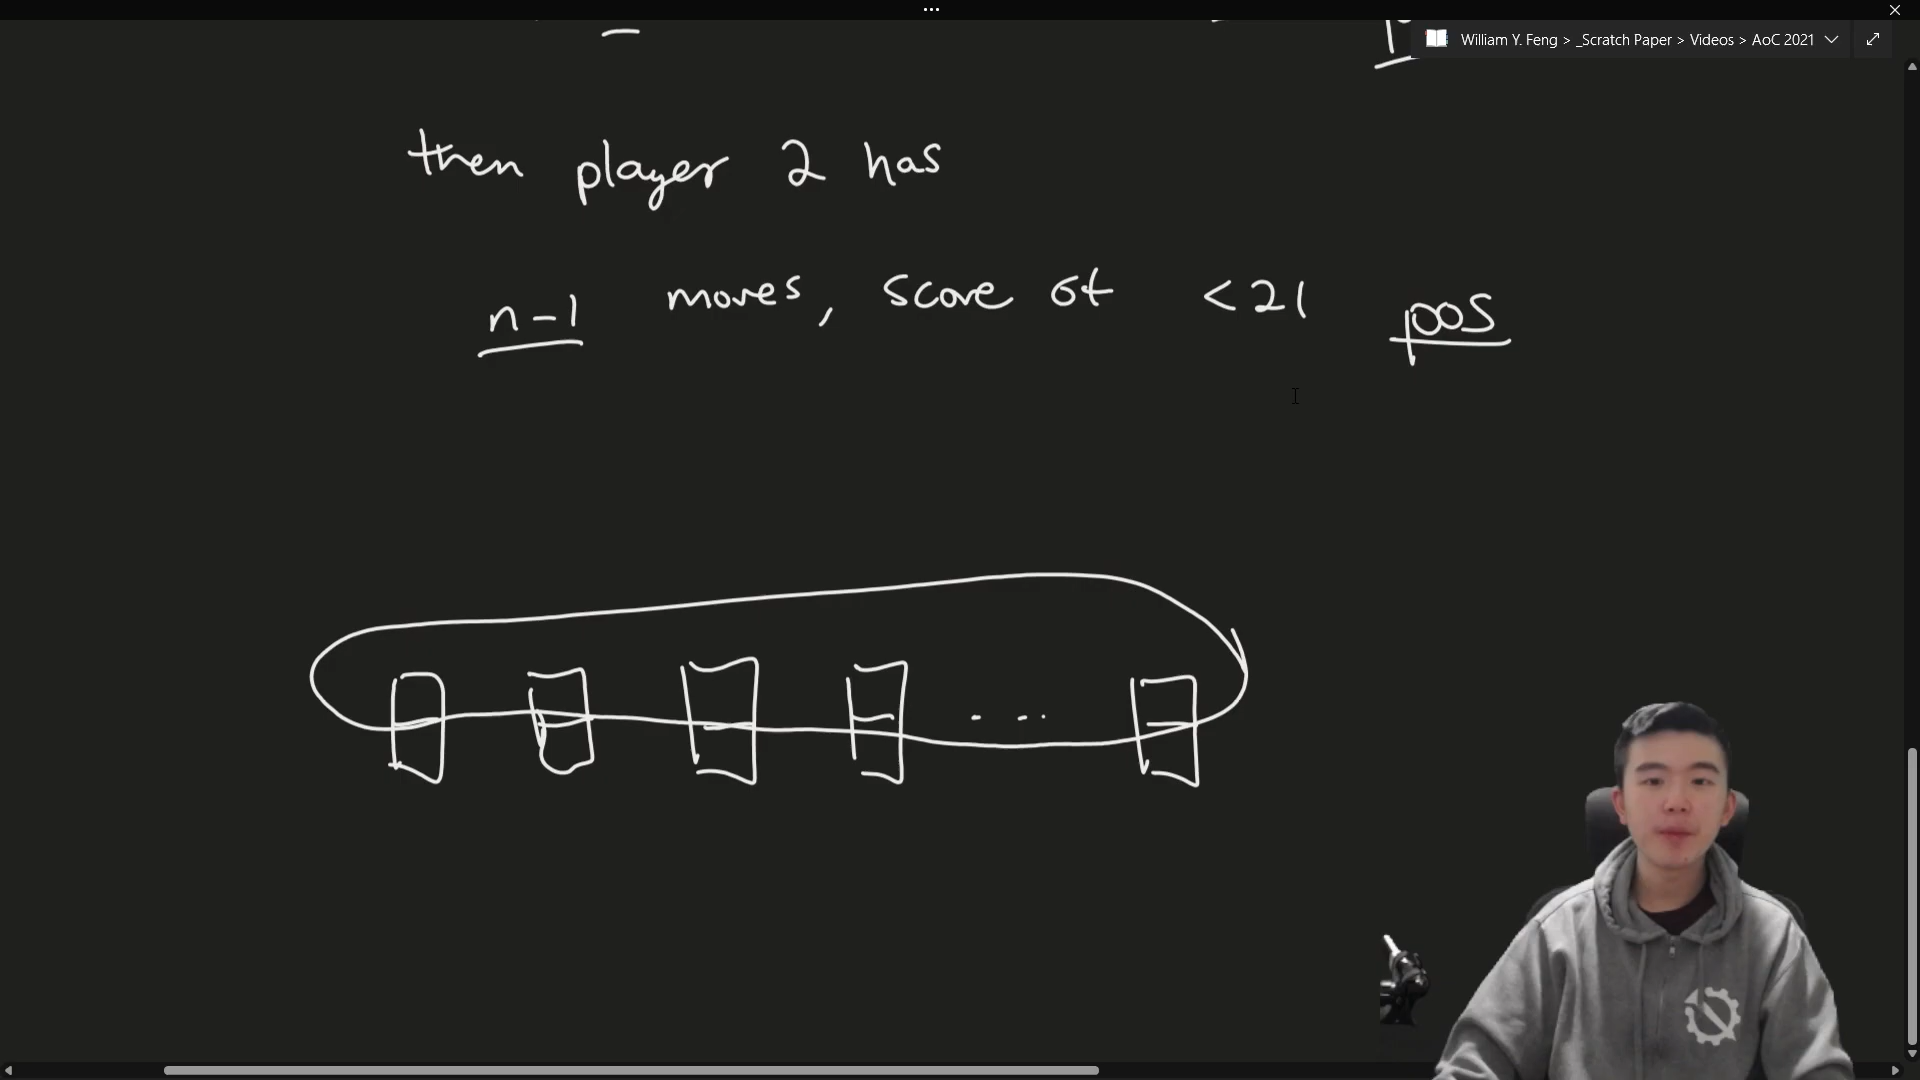 ...
William Y. Feng > _Scratch Paper > Videos > AoC 2021
then player 2 has
n-1 moves, score of <21 pos
...